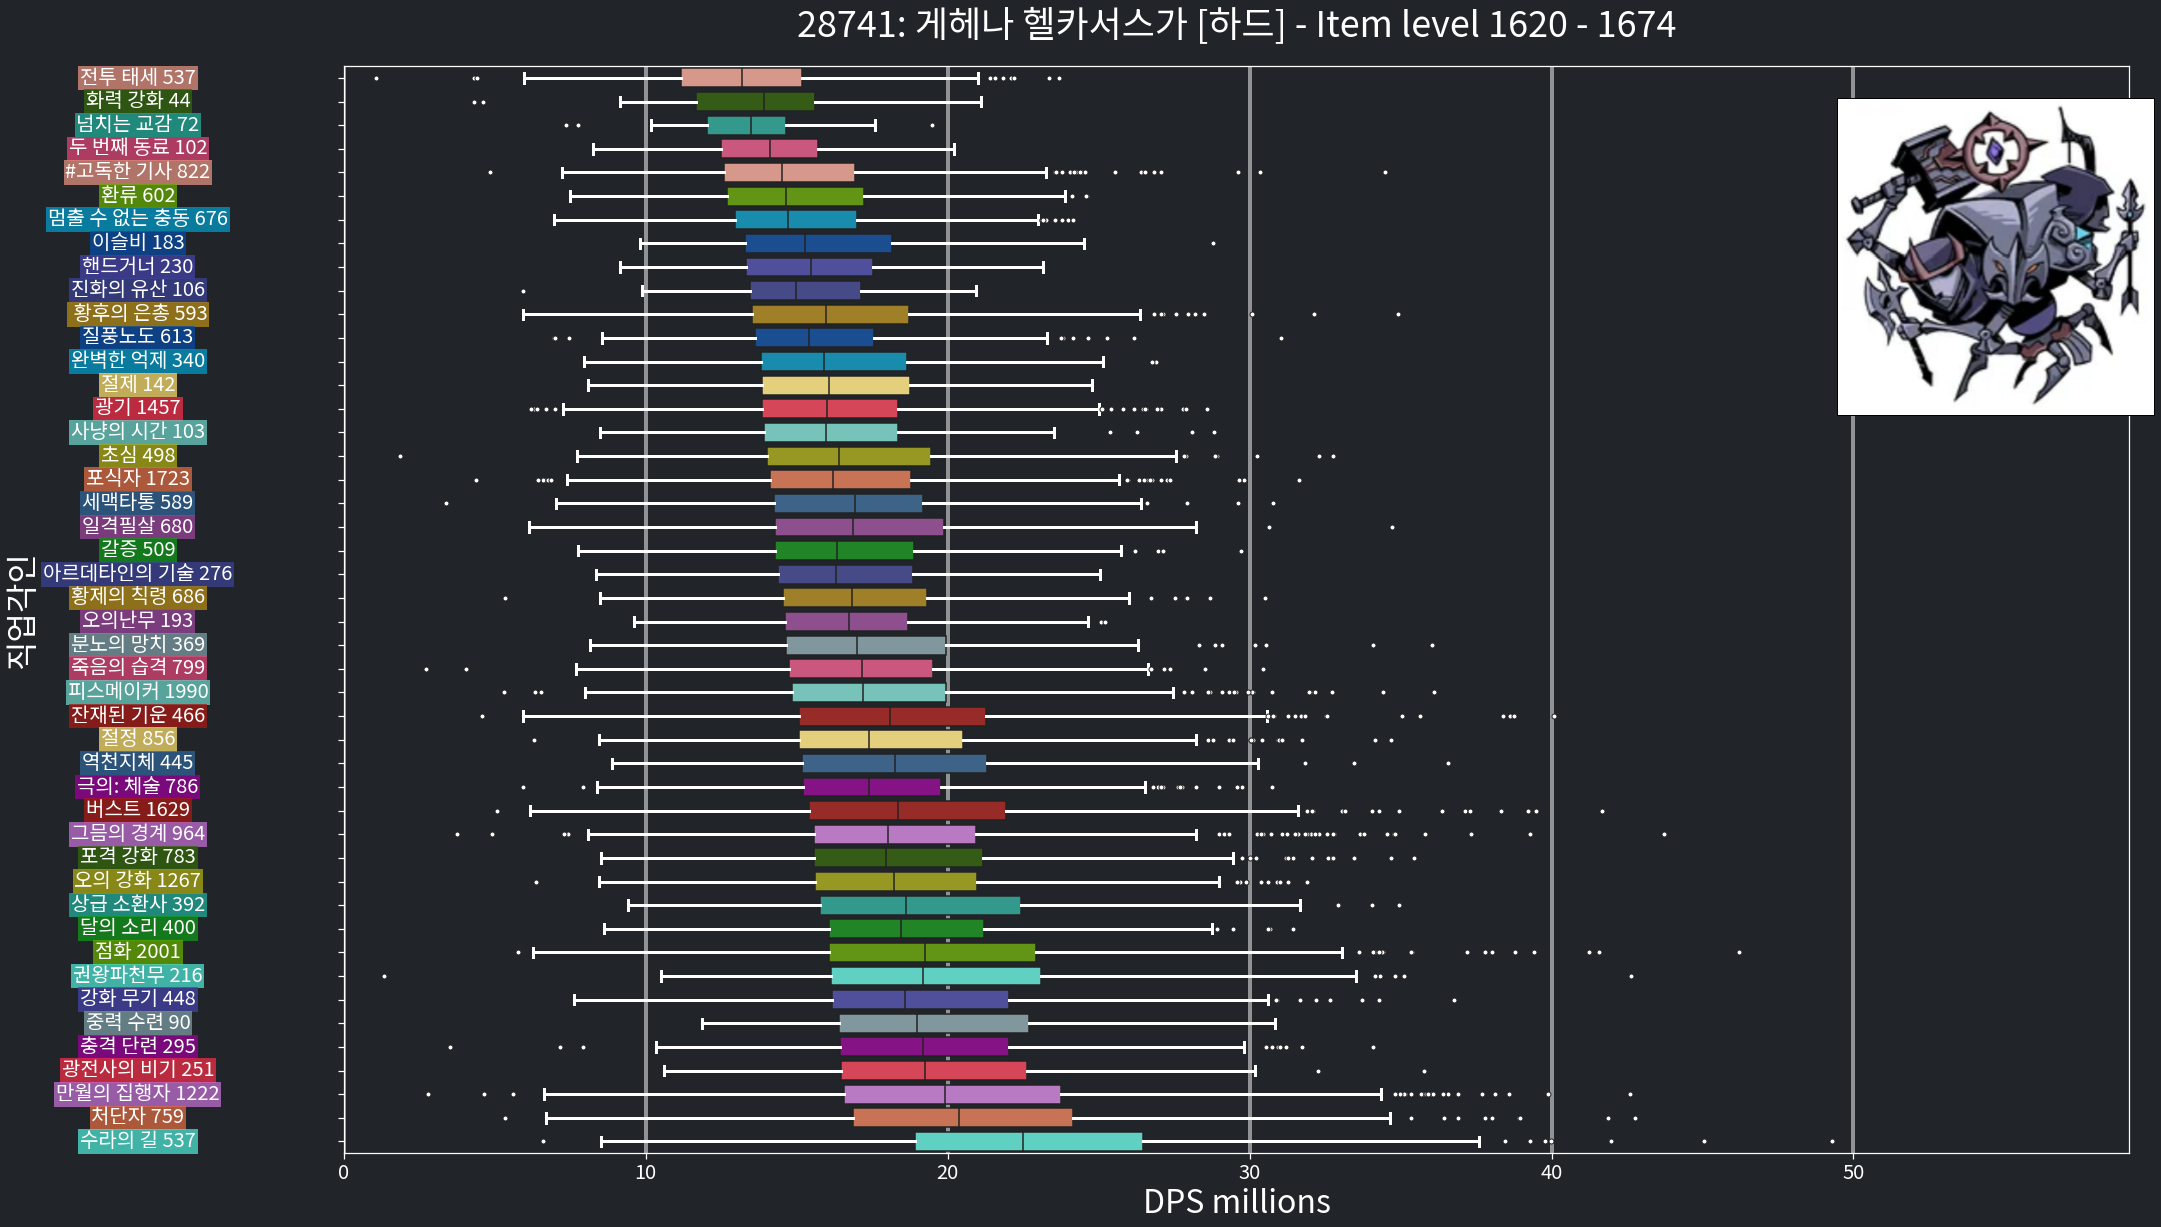 28741: 게헤나 헬카서스가 [하드] - Item level 1620 - 1674
직업각인
전투 태세 537
화력 강화 44
넘치는 교감 72
두 번째 동료 102
#고독한 기사 822
환류 602
멈출 수 없는 충동 676
이슬비 183
핸드거너 230
진화의 유산 106
황후의 은총 593
질풍노도 613
완벽한 억제 340
절제 142
광기 1457
사냥의 시간 103
초심 498
포식자 1723
세맥타통 589
일격필살 680
갈증 509
아르데타인의 기술 276
황제의 칙령 686
오의난무 193
분노의 망치 369
죽음의 습격 799
피스메이커 1990
잔재된 기운 466
절정 856
역천지체 445
극의: 체술 786
버스트 1629
그믐의 경계 964
포격 강화 783
오의 강화 1267
상급 소환사 392
달의 소리 400
점화 2001
권왕파천무 216
강화 무기 448
중력 수련 90
충격 단련 295
광전사의 비기 251
만월의 집행자 1222
처단자 759
수라의 길 537
0 10 20 30 40 50
DPS millions